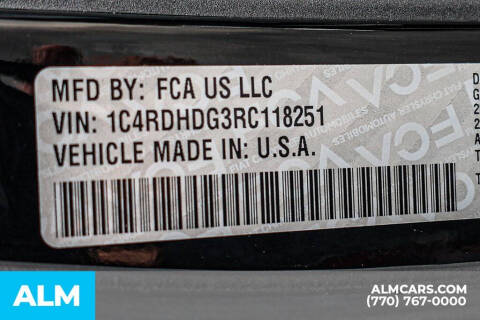 MFD BY: FCA US LLC
VIN: 1C4RDHDG3RC118251
VEHICLE MADE IN: U.S.A.
ALM
ALMCARS.COM
(770) 767-0000